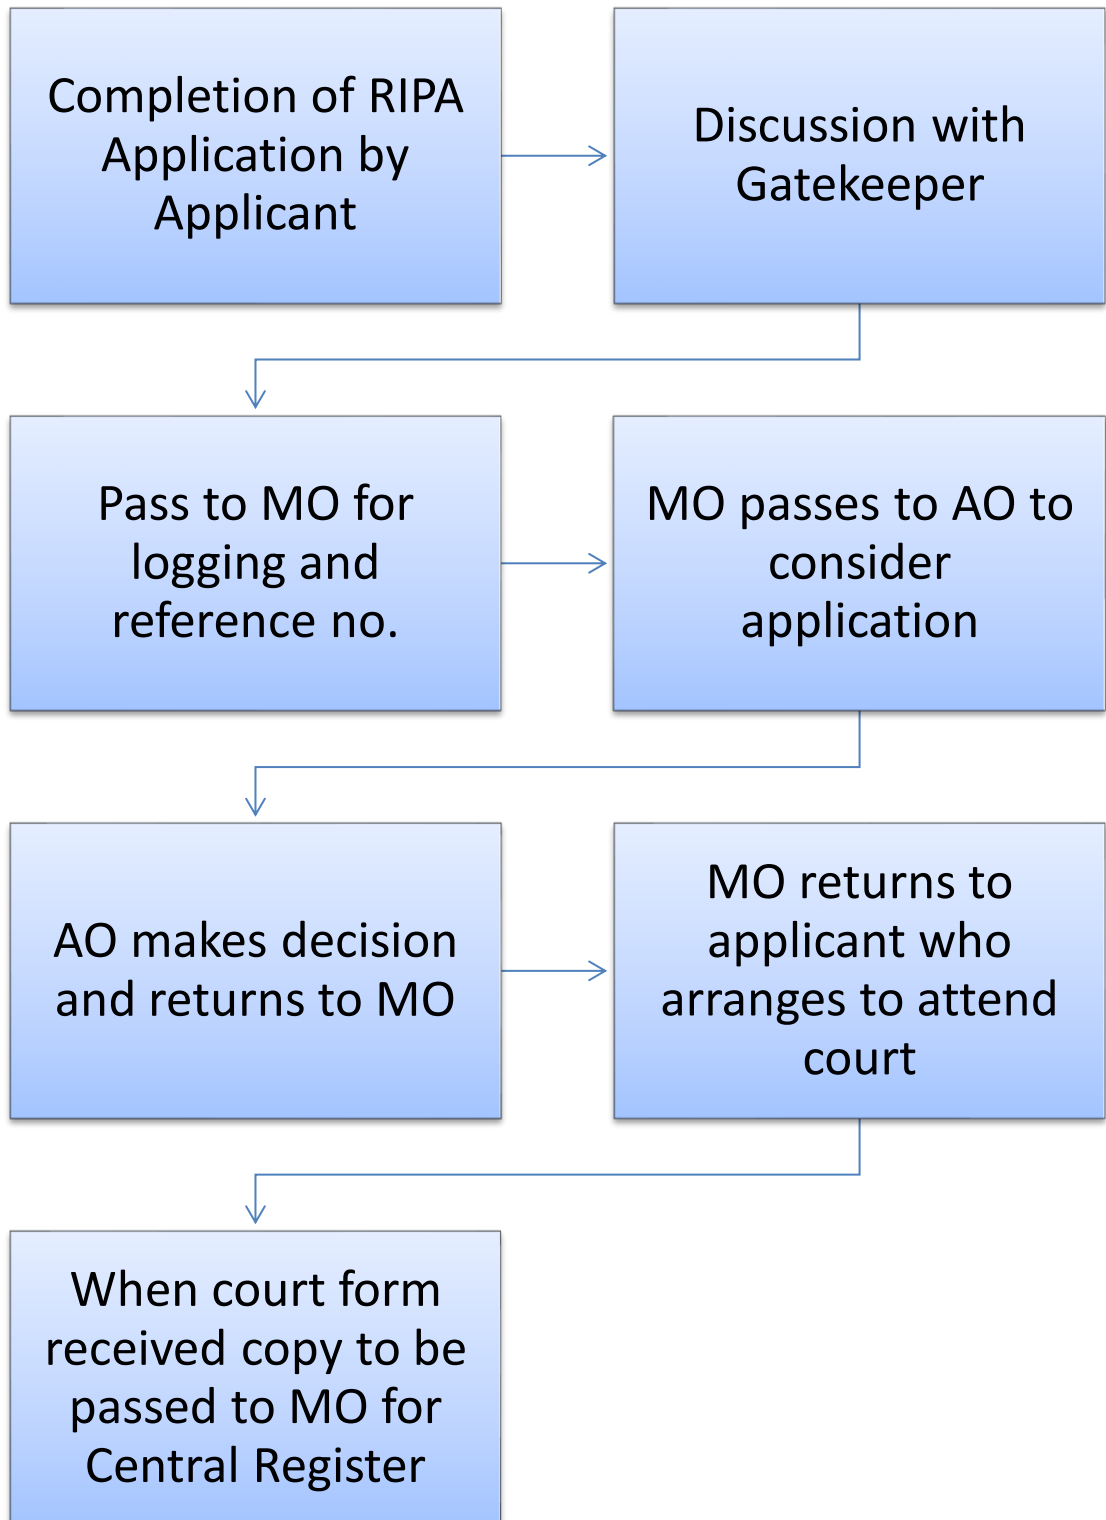 Completion of RIPA
Application by
Applicant
Discussion with
Gatekeeper
Pass to MO for
logging and
reference no.
MO passes to AO to
consider
application
AO makes decision
and returns to MO
MO returns to
applicant who
arranges to attend
court
When court form
received copy to be
passed to MO for
Central Register